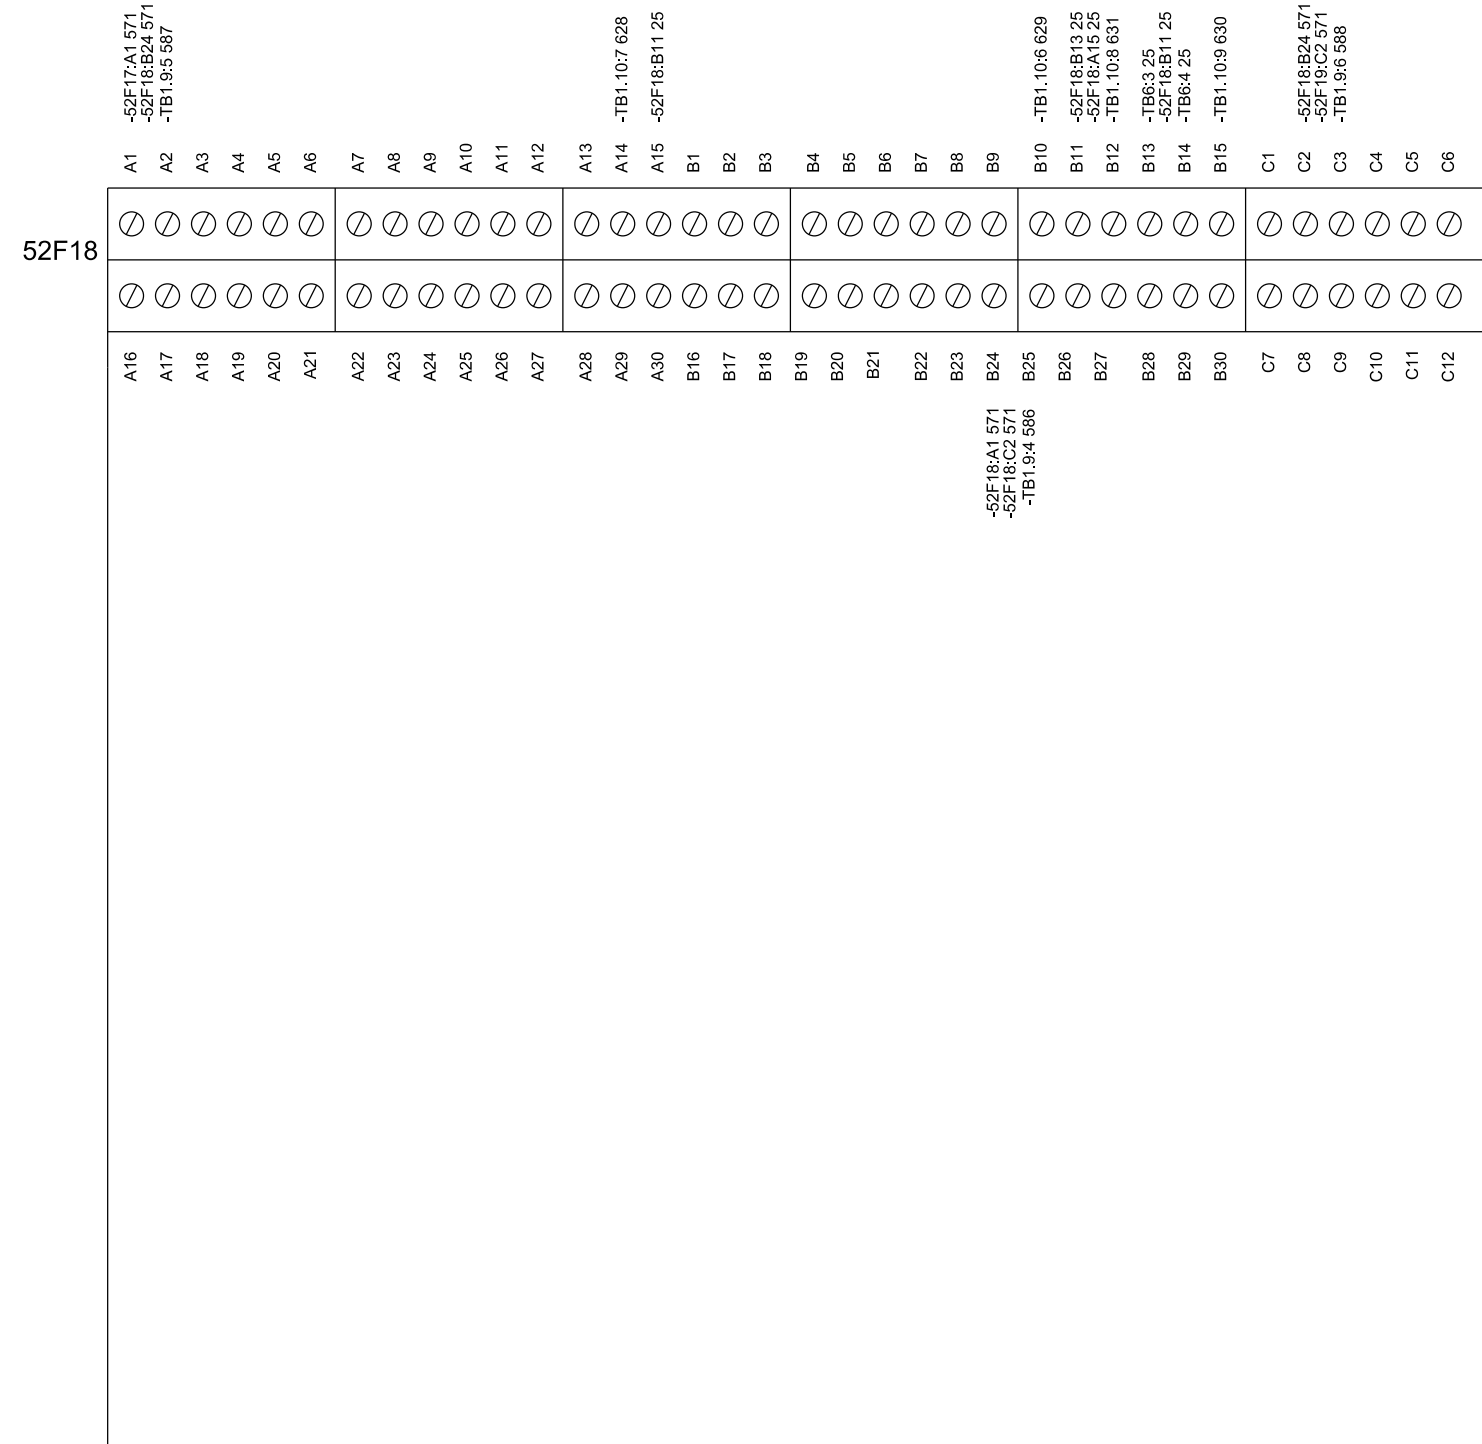 -52F17:A1 571
-52F18:B24 571
-TB1.9:5 587
-TB1.10:7 628
-52F18:B11 25
-TB1.10:6 629
-52F18:B13 25
-52F18:A15 25
-TB1.10:8 631
-TB6:3 25
-52F18:B11 25
-TB6:4 25
-TB1.10:9 630
-52F18:B24 571
-52F19:C2 571
-TB1.9:6 588
A1 A2 A3 A4 A5 A6 A7 A8 A9 A10 A11 A12 A13 A14 A15 B1 B2 B3 B4 B5 B6 B7 B8 B9 B10 B11 B12 B13 B14 B15 C1 C2 C3 C4 C5 C6
52F18
A16 A17 A18 A19 A20 A21 A22 A23 A24 A25 A26 A27 A28 A29 A30 B16 B17 B18 B19 B20 B21 B22 B23 B24 B25 B26 B27 B28 B29 B30 C7 C8 C9 C10 C11 C12
-52F18:A1 571
-52F18:C2 571
-TB1.9:4 586